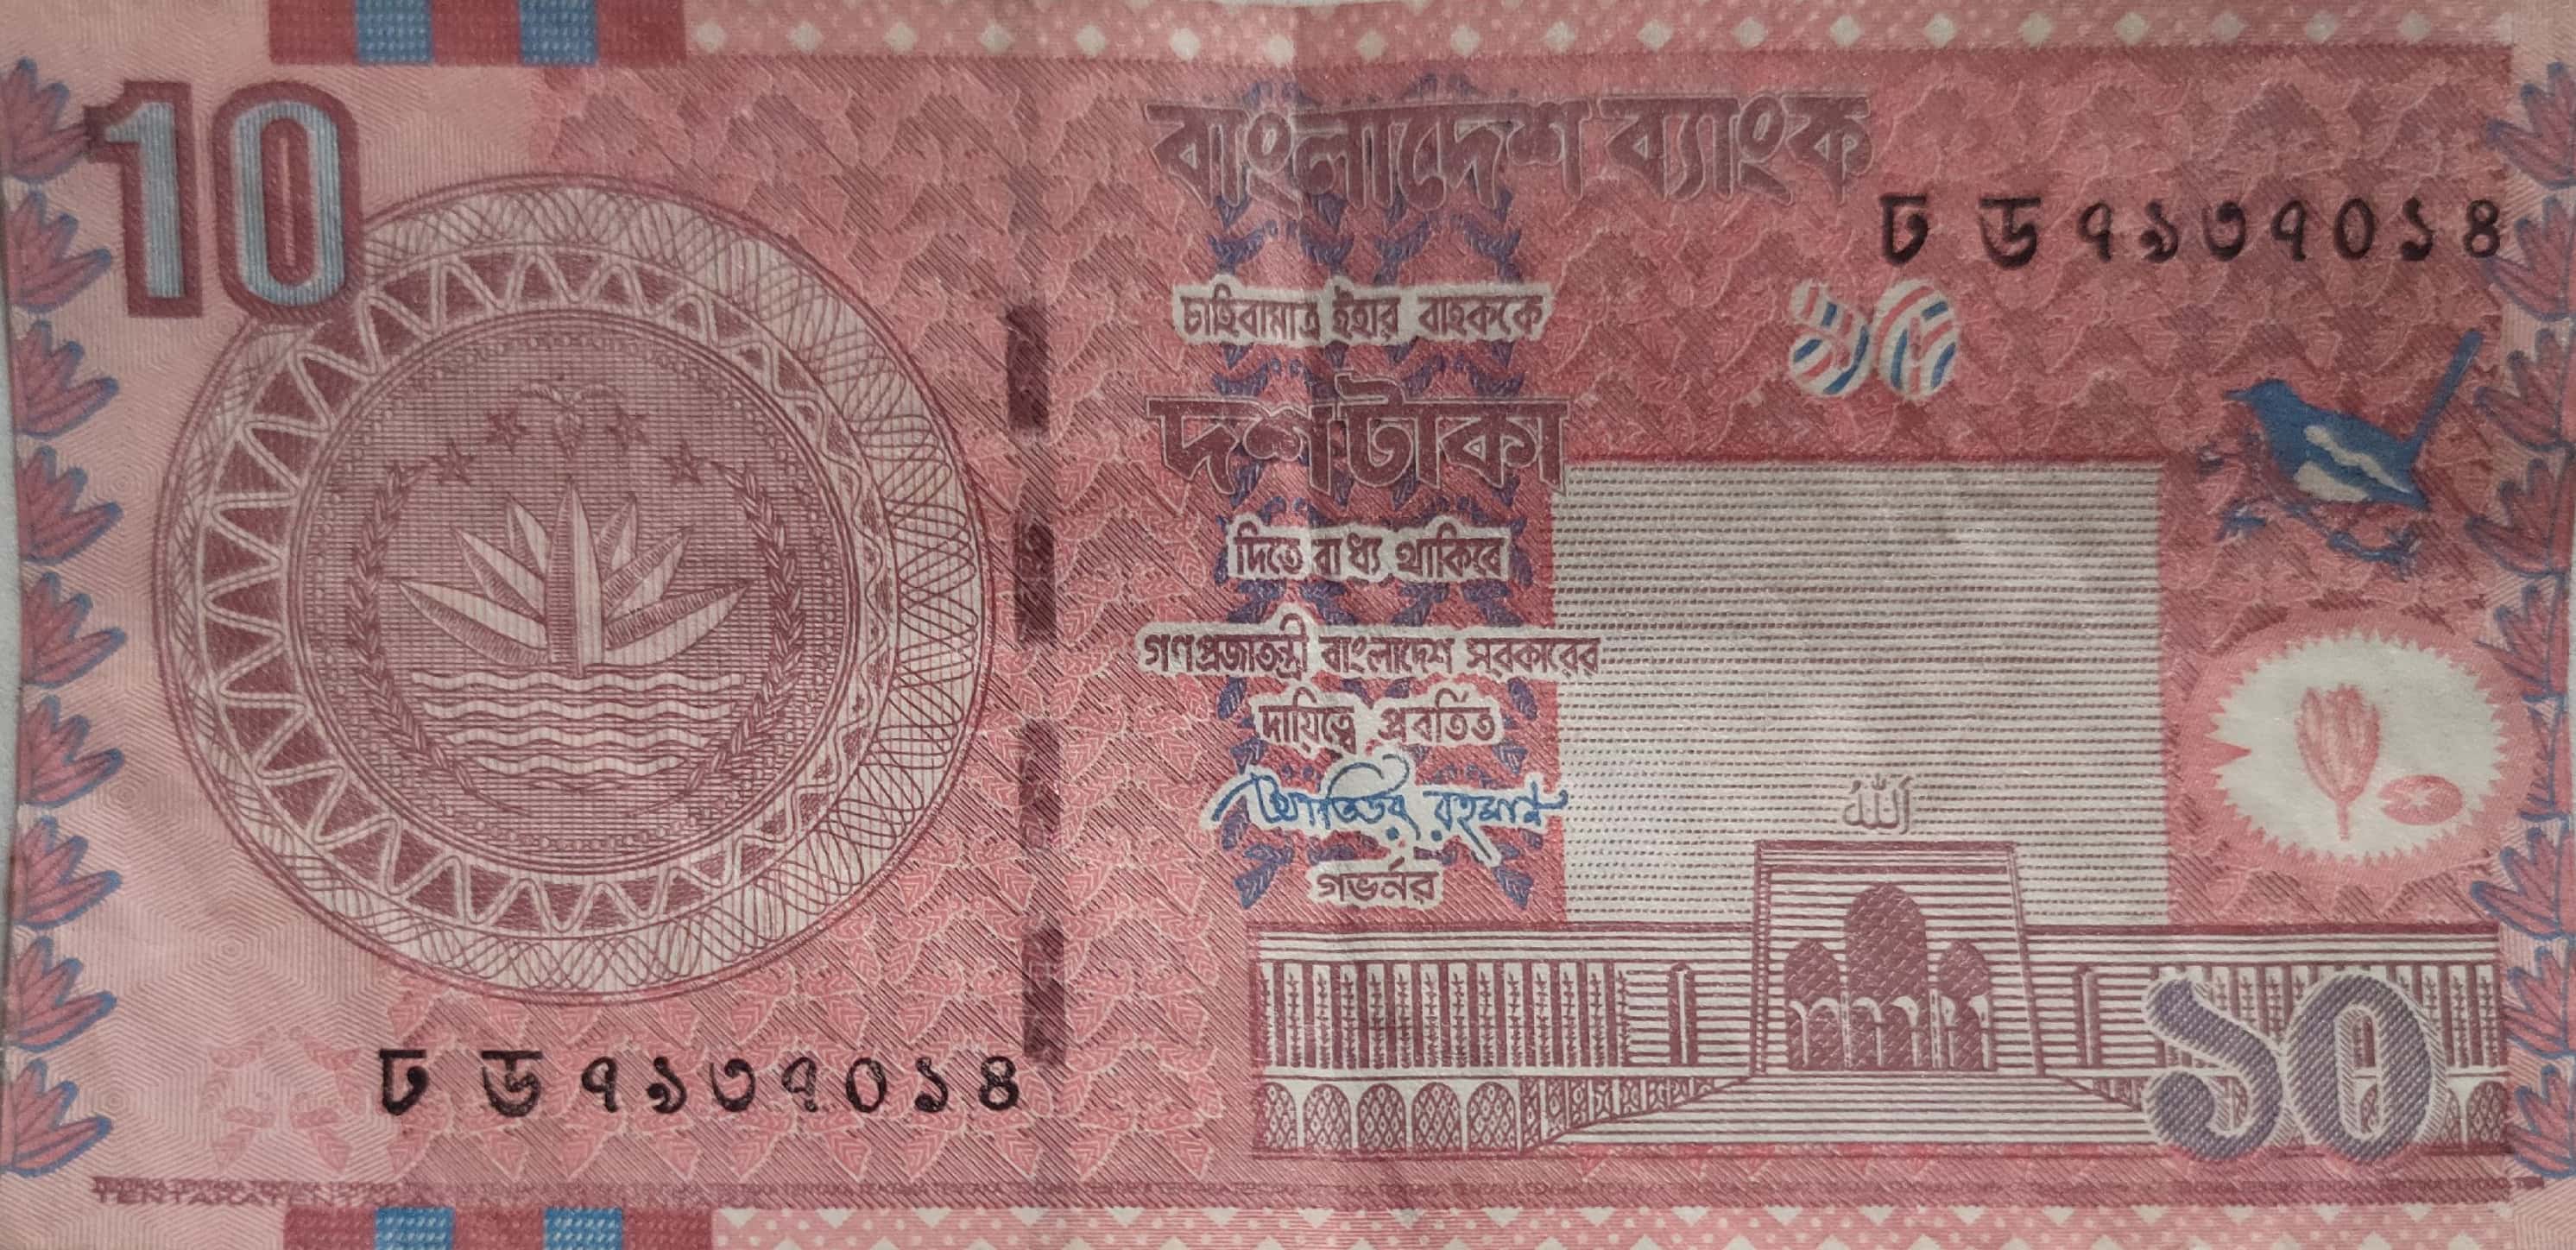 10
বাংলাদেশ ব্যাংক
ঢ ড ৭৯৩৭০১৪
চাহিবামাত্র ইহার বাহককে
১০
দশ টাকা
দিতে বাধ্য থাকিবে
গণপ্রজাতন্ত্রী বাংলাদেশ সরকারের
দায়িত্বে প্রবর্তিত
আতিউর রহমান
الله
গভর্নর
১০
ঢ ড ৭৯৩৭০১৪